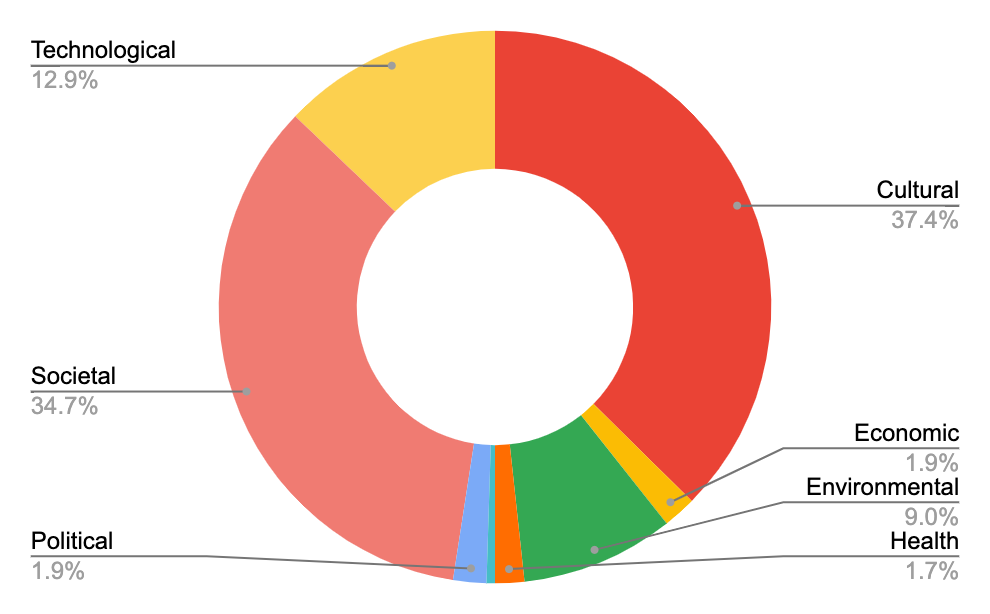 Technological
12.9%
Cultural
37.4%
Societal
34.7%
Economic
1.9%
Environmental
9.0%
Political
1.9%
Health
1.7%